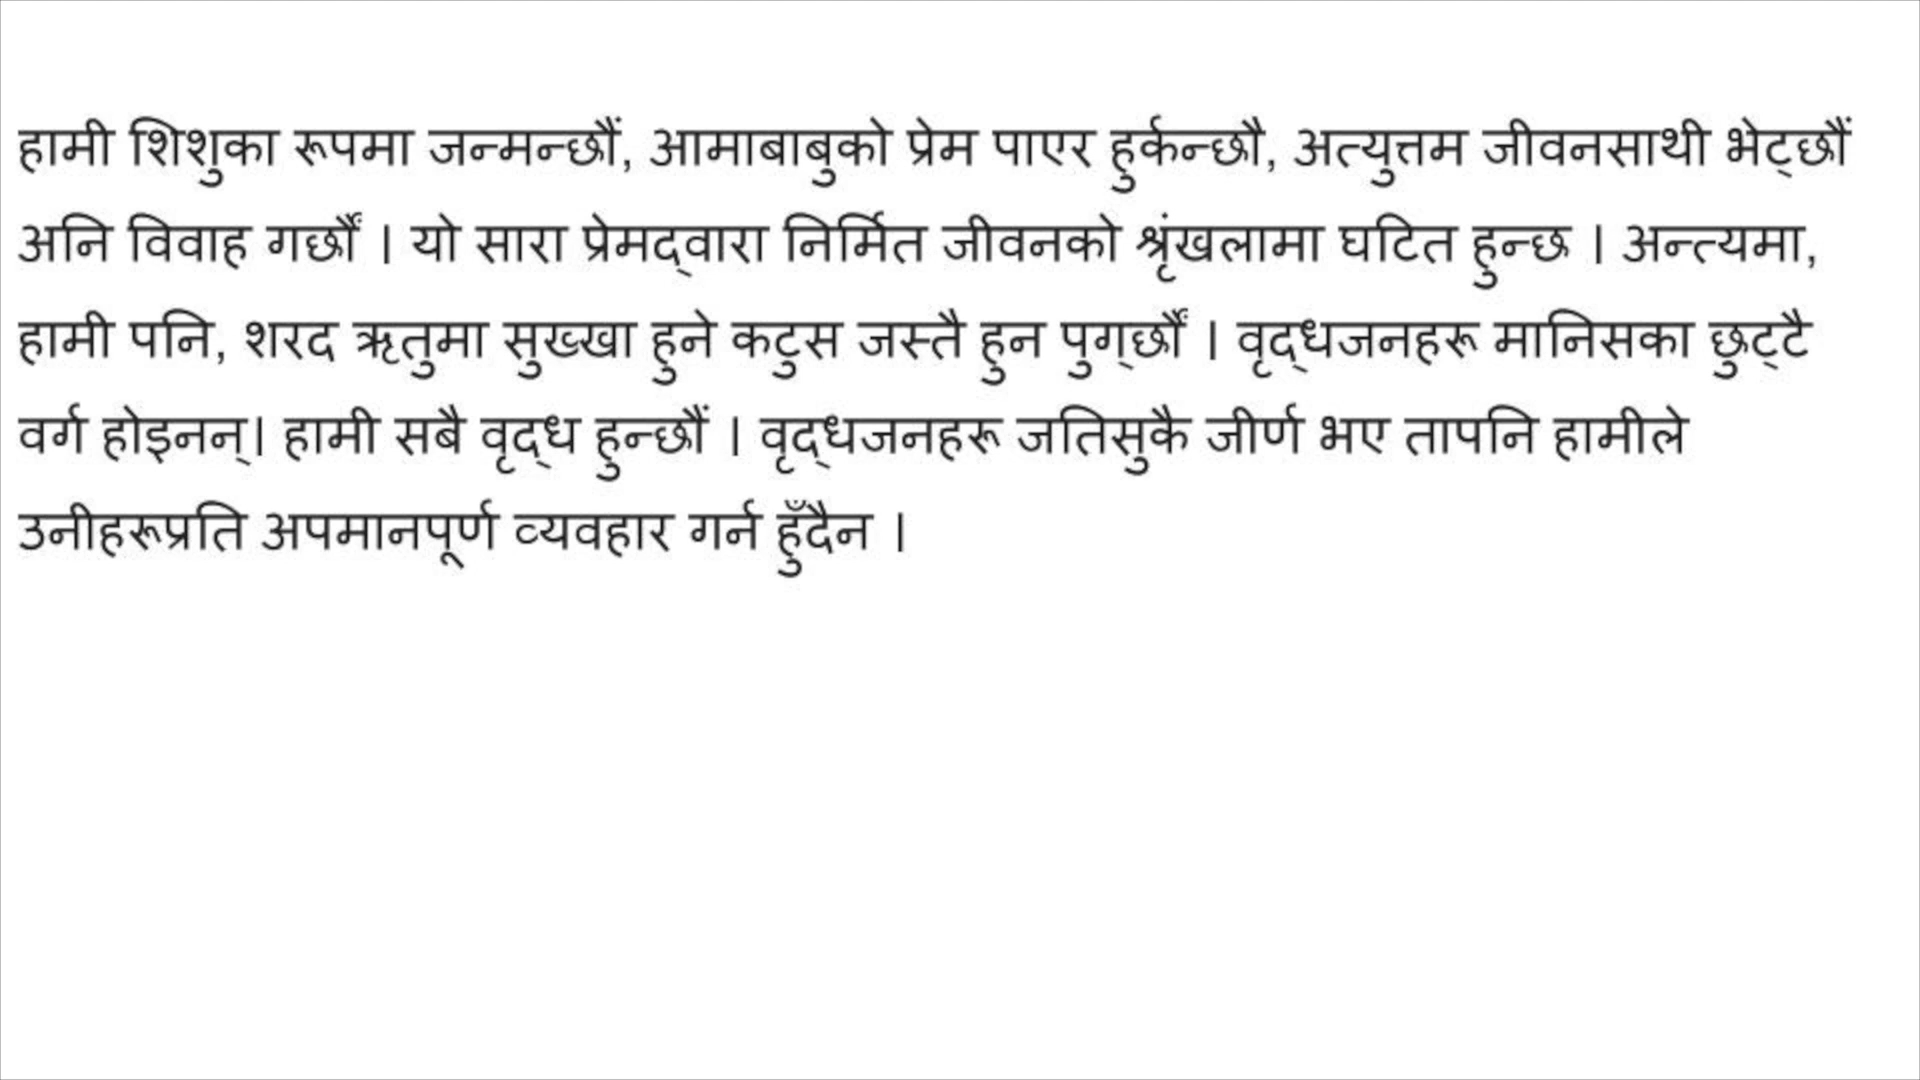 हामी शिशुका रूपमा जन्मन्छौं, आमाबाबुको प्रेम पाएर हुर्कन्छौ, अत्युत्तम जीवनसाथी भेट्छौं
अनि विवाह गर्छौं । यो सारा प्रेमद्वारा निर्मित जीवनको श्रृंखलामा घटित हुन्छ । अन्त्यमा,
हामी पनि, शरद ऋतुमा सुख्खा हुने कटुस जस्तै हुन पुग्छौं । वृद्धजनहरू मानिसका छुट्टै
वर्ग होइनन्। हामी सबै वृद्ध हुन्छौं । वृद्धजनहरू जतिसुकै जीर्ण भए तापनि हामीले
उनीहरूप्रति अपमानपूर्ण व्यवहार गर्न हुँदैन ।